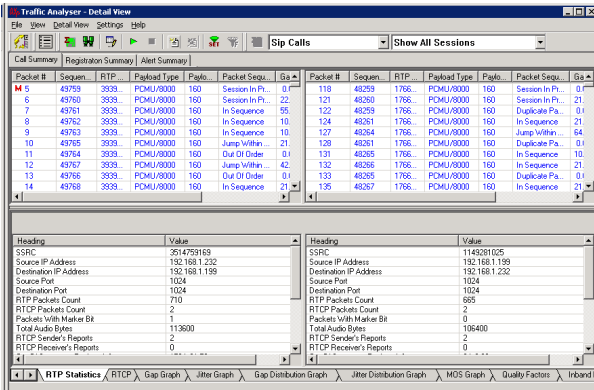 Traffic Analyser - Detail View
File View Detail View Settings Help
SET Sip Calls Show All Sessions
Call Summary Registraton Summary Alert Summary
Packet # Sequen... RTP ... Payload Type Paylo... Packet Sequ... Ga Packet # Sequen... RTP ... Payload Type Paylo... Packet Sequ... Ga
M 5 49759 3939... PCMU/8000 160 Session In Pr... 0.0 118 48259 1766... PCMU/8000 160 Session In Pr... 0.0
6 49760 3939... PCMU/8000 160 Session In Pr... 22. 121 48260 1766... PCMU/8000 160 Session In Pr... 21.
7 49761 3939... PCMU/8000 160 In Sequence 55. 122 48259 1766... PCMU/8000 160 Duplicate Pa... 0.0
8 49762 3939... PCMU/8000 160 In Sequence 10. 124 48261 1766... PCMU/8000 160 In Sequence 21.
9 49763 3939... PCMU/8000 160 In Sequence 10. 127 48264 1766... PCMU/8000 160 Jump Within ... 64.
10 49765 3939... PCMU/8000 160 Jump Within ... 21. 128 48261 1766... PCMU/8000 160 Duplicate Pa... 0.0
11 49764 3939... PCMU/8000 160 Out Of Order 0.0 131 48265 1766... PCMU/8000 160 In Sequence 10.
12 49767 3939... PCMU/8000 160 Jump Within ... 42. 132 48266 1766... PCMU/8000 160 In Sequence 21.
13 49766 3939... PCMU/8000 160 Out Of Order 0.0 133 48265 1766... PCMU/8000 160 Duplicate Pa... 0.0
14 49768 3939... PCMU/8000 160 In Sequence 21. 135 48267 1766... PCMU/8000 160 In Sequence 21.
Heading Value Heading Value
SSRC 3514759169 SSRC 1149281025
Source IP Address 192.168.1.232 Source IP Address 192.168.1.199
Destination IP Address 192.168.1.199 Destination IP Address 192.168.1.232
Source Port 1024 Source Port 1024
Destination Port 1024 Destination Port 1024
RTP Packets Count 710 RTP Packets Count 665
RTCP Packets Count 2 RTCP Packets Count 2
Packets With Marker Bit 1 Packets With Marker Bit 0
Total Audio Bytes 113600 Total Audio Bytes 106400
RTCP Sender's Reports 2 RTCP Sender's Reports 2
RTCP Receiver's Reports 0 RTCP Receiver's Reports 0
RTP Statistics RTCP Gap Graph Jitter Graph Gap Distribution Graph Jitter Distribution Graph MOS Graph Quality Factors Inband